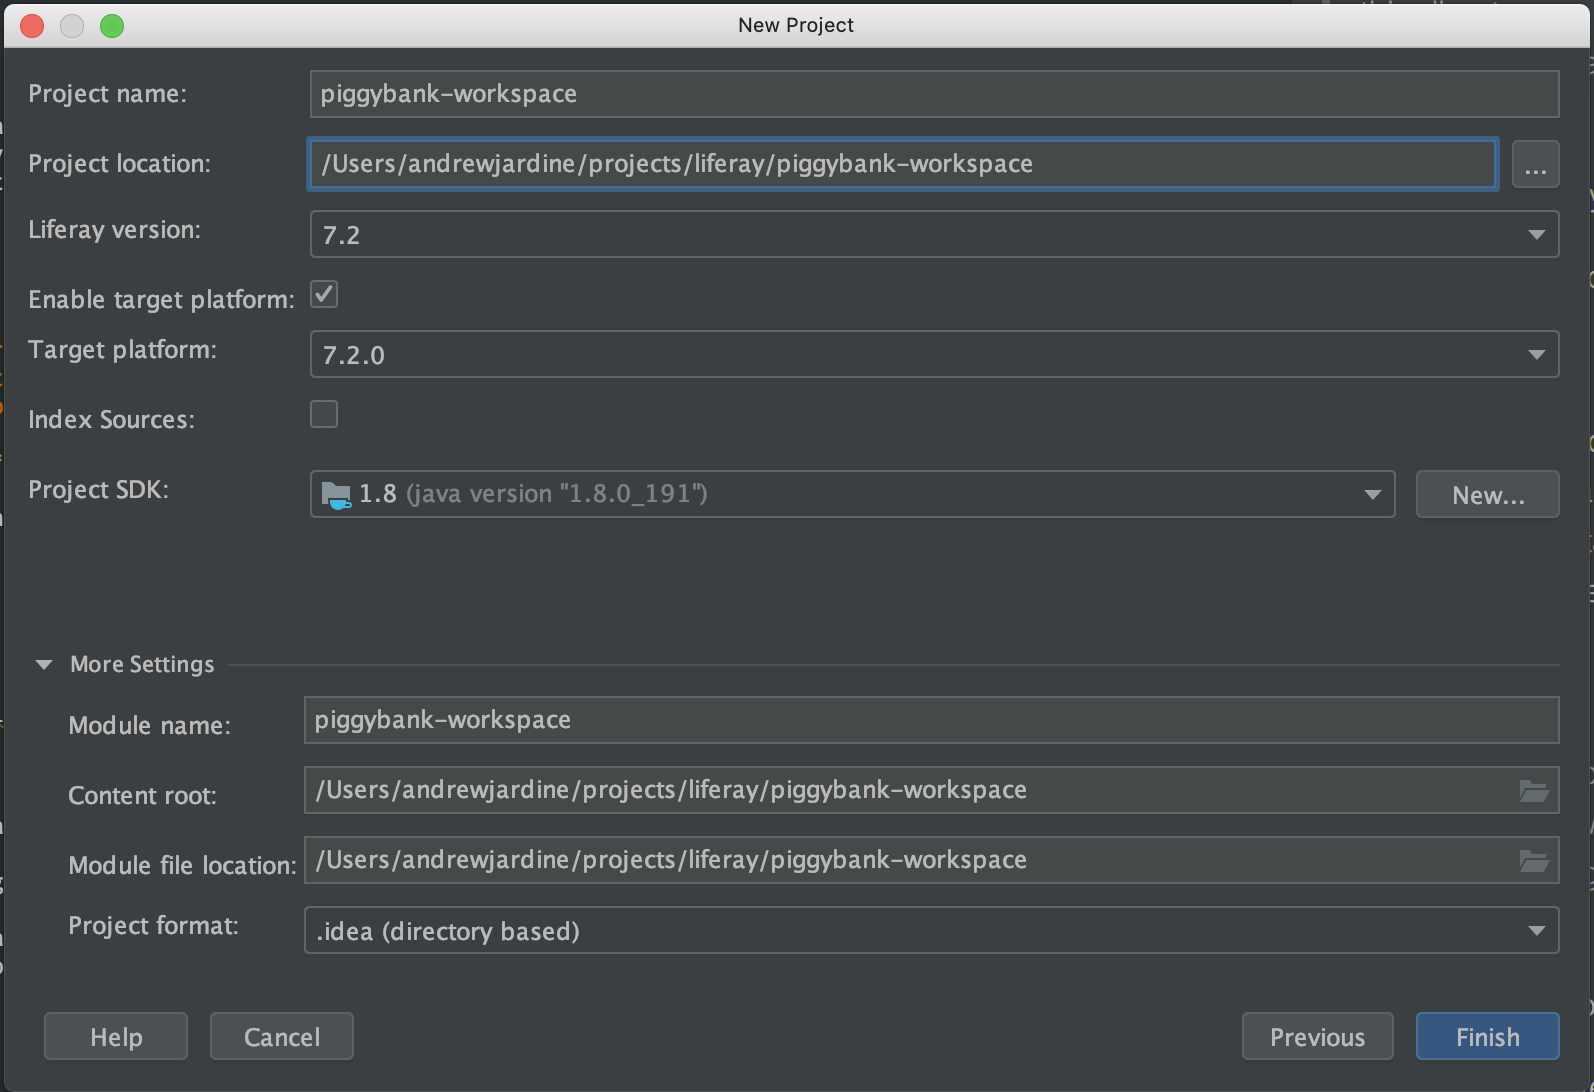 New Project
Project name: piggybank-workspace
Project location: /Users/andrewjardine/projects/liferay/piggybank-workspace ...
Liferay version: 7.2
Enable target platform:
Target platform: 7.2.0
Index Sources:
Project SDK: 1.8 (java version "1.8.0_191") New...
More Settings
Module name: piggybank-workspace
Content root: /Users/andrewjardine/projects/liferay/piggybank-workspace
Module file location: /Users/andrewjardine/projects/liferay/piggybank-workspace
Project format: .idea (directory based)
Help Cancel Previous Finish